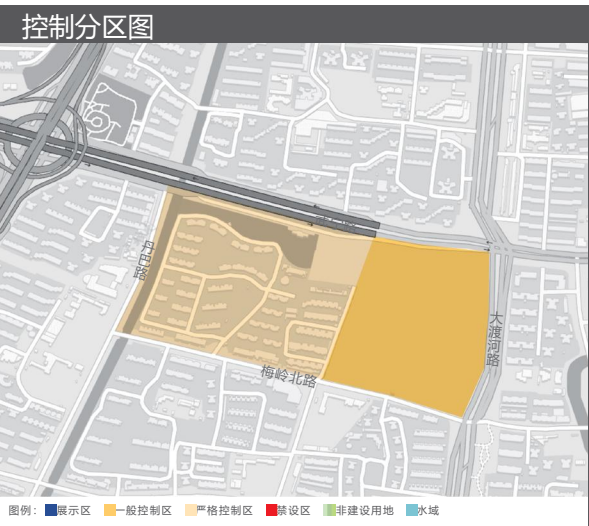 控制分区图
丹巴路
大渡河路
梅岭北路
图例： 展示区 一般控制区 严格控制区 禁设区 非建设用地 水域